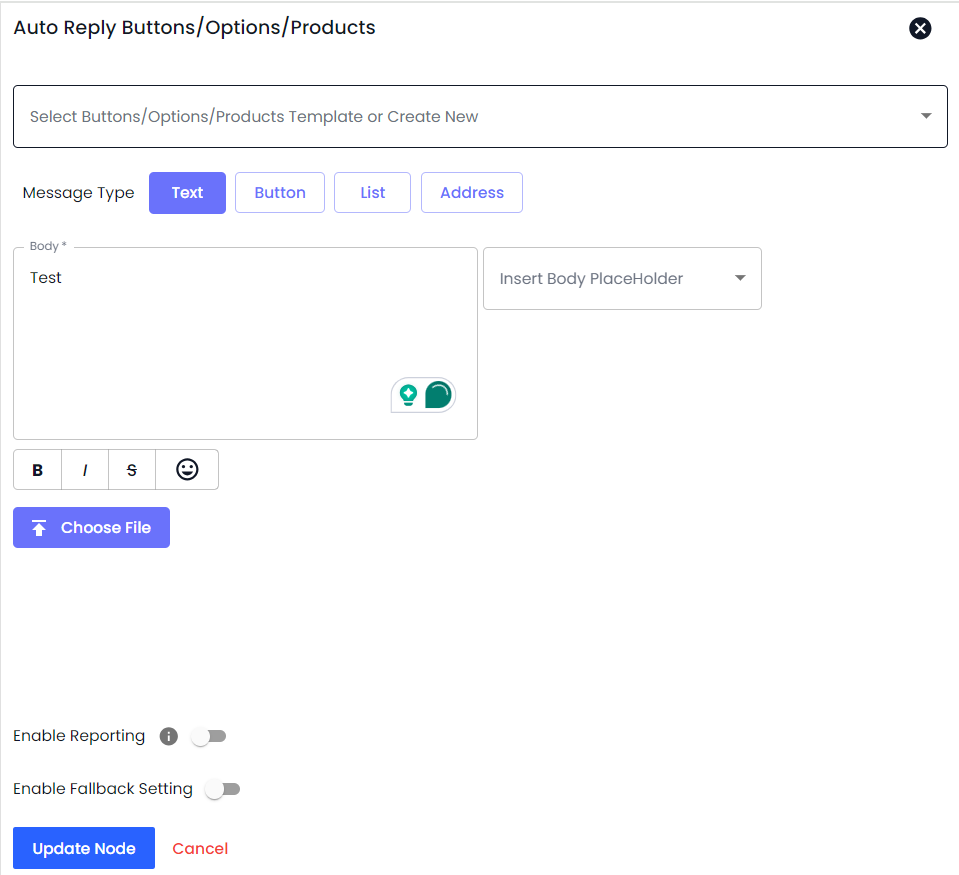 Auto Reply Buttons/Options/Products
Select Buttons/Options/Products Template or Create New
Message Type Text Button List Address
Body *
Test
Insert Body PlaceHolder
B I S
Choose File
Enable Reporting
Enable Fallback Setting
Update Node Cancel